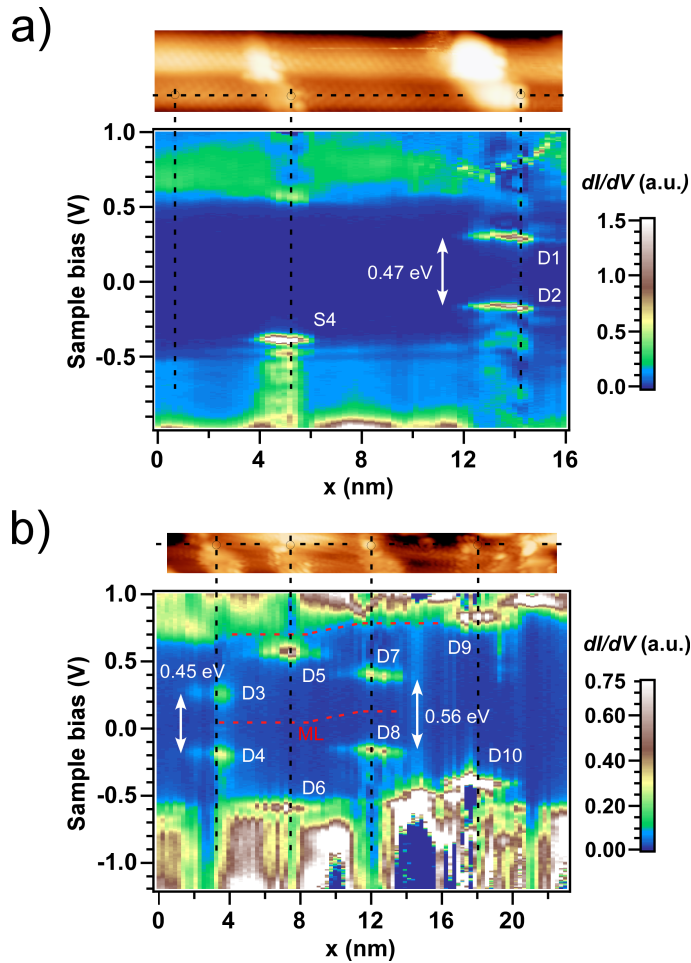 a)
1.0
0.5
0.0
-0.5
Sample bias (V)
0.47 eV
D1
D2
S4
dI/dV (a.u.)
1.5
1.0
0.5
0.0
0
4
8
12
16
x (nm)
b)
1.0
0.5
0.0
-0.5
-1.0
Sample bias (V)
0.45 eV
D3
D4
D5
D6
D7
D8
D9
D10
ML
0.56 eV
dI/dV (a.u.)
0.75
0.60
0.40
0.20
0.00
0
4
8
12
16
20
x (nm)